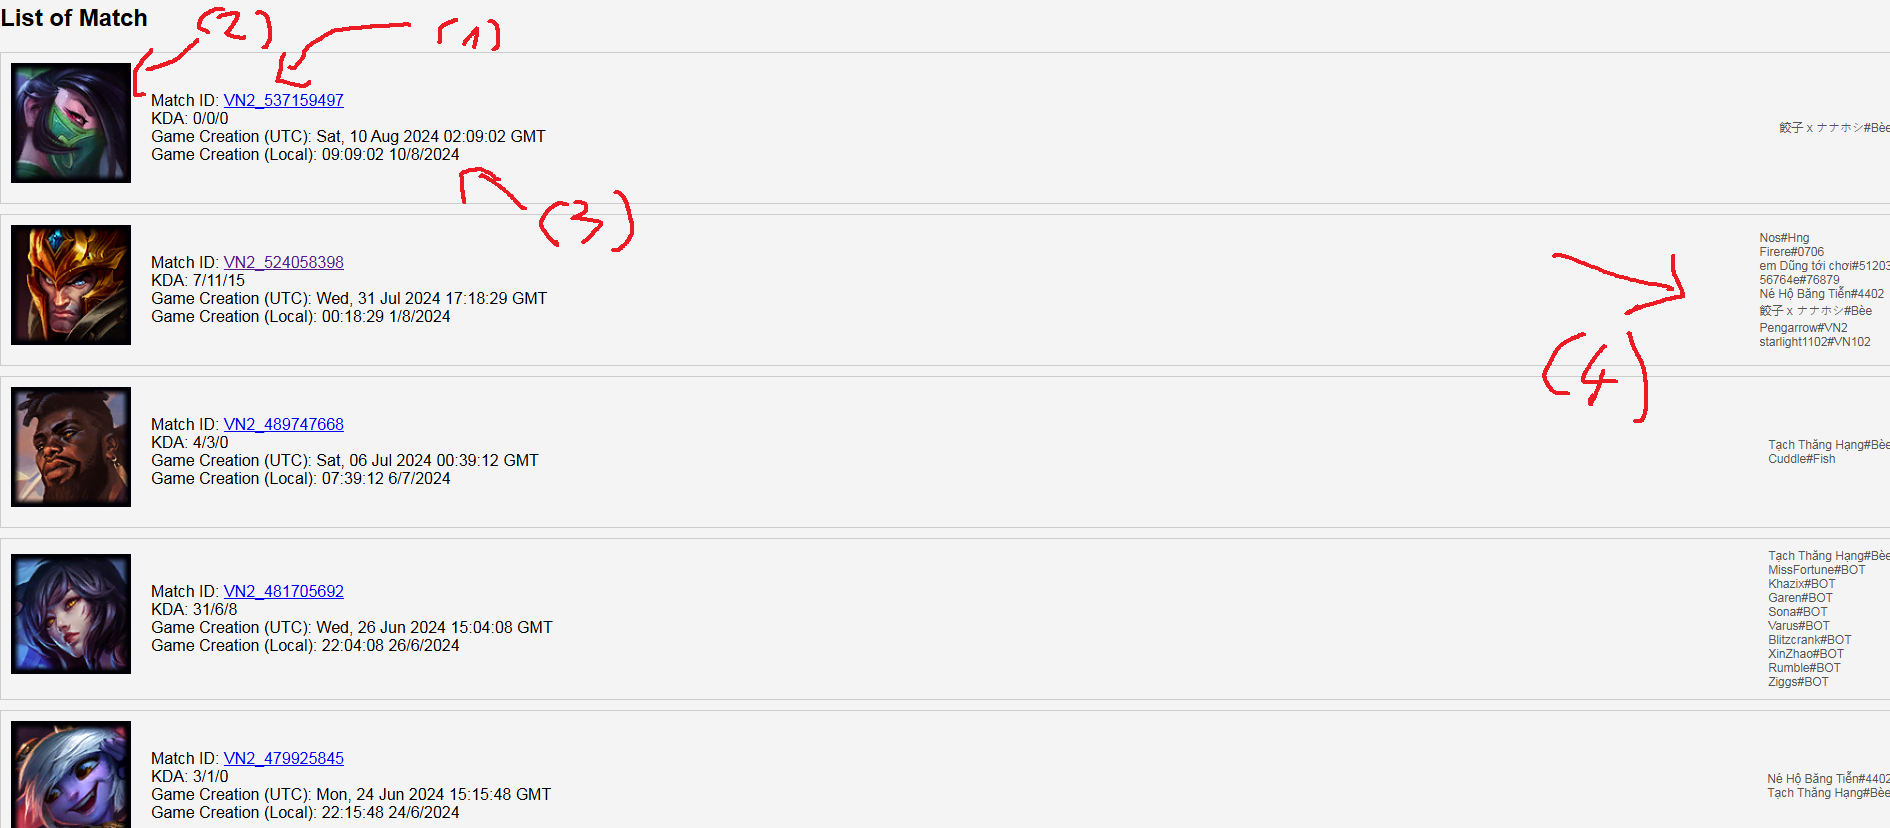 List of Match
(2)
(1)
Match ID: VN2_537159497
KDA: 0/0/0
Game Creation (UTC): Sat, 10 Aug 2024 02:09:02 GMT
Game Creation (Local): 09:09:02 10/8/2024
餃子 x ナナホシ#Bèe
(3)
Match ID: VN2_524058398
KDA: 7/11/15
Game Creation (UTC): Wed, 31 Jul 2024 17:18:29 GMT
Game Creation (Local): 00:18:29 1/8/2024
Nos#Hng
Firere#0706
em Dũng tới chơi#51203
56764e#76879
Né Hộ Băng Tiễn#4402
餃子 x ナナホシ#Bèe
Pengarrow#VN2
starlight1102#VN102
(4)
Match ID: VN2_489747668
KDA: 4/3/0
Game Creation (UTC): Sat, 06 Jul 2024 00:39:12 GMT
Game Creation (Local): 07:39:12 6/7/2024
Tạch Thăng Hạng#Bèe
Cuddle#Fish
Match ID: VN2_481705692
KDA: 31/6/8
Game Creation (UTC): Wed, 26 Jun 2024 15:04:08 GMT
Game Creation (Local): 22:04:08 26/6/2024
Tạch Thăng Hạng#Bèe
MissFortune#BOT
Khazix#BOT
Garen#BOT
Sona#BOT
Varus#BOT
Blitzcrank#BOT
XinZhao#BOT
Rumble#BOT
Ziggs#BOT
Match ID: VN2_479925845
KDA: 3/1/0
Game Creation (UTC): Mon, 24 Jun 2024 15:15:48 GMT
Game Creation (Local): 22:15:48 24/6/2024
Né Hộ Băng Tiễn#4402
Tạch Thăng Hạng#Bèe